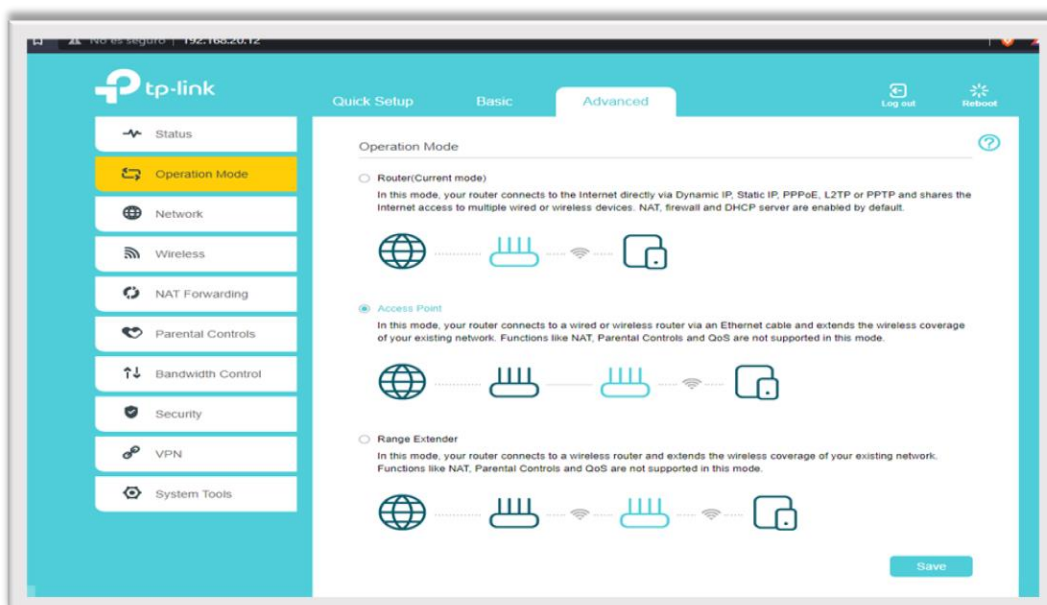 No es seguro | 192.168.20.12
tp-link
Quick Setup Basic Advanced Log out Reboot
Status
Operation Mode
Network
Wireless
NAT Forwarding
Parental Controls
Bandwidth Control
Security
VPN
System Tools
Operation Mode
Router(Current mode)
In this mode, your router connects to the Internet directly via Dynamic IP, Static IP, PPPoE, L2TP or PPTP and shares the
Internet access to multiple wired or wireless devices. NAT, firewall and DHCP server are enabled by default.
Access Point
In this mode, your router connects to a wired or wireless router via an Ethernet cable and extends the wireless coverage
of your existing network. Functions like NAT, Parental Controls and QoS are not supported in this mode.
Range Extender
In this mode, your router connects to a wireless router and extends the wireless coverage of your existing network.
Functions like NAT, Parental Controls and QoS are not supported in this mode.
Save